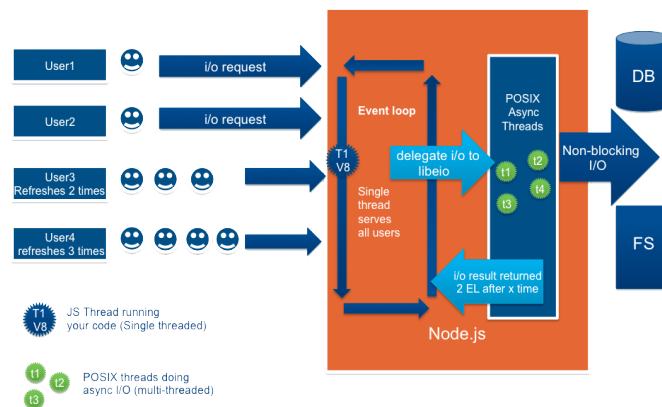 User1
i/o request
User2
i/o request
User3
Refreshes 2 times
User4
refreshes 3 times
T1
V8
Event loop
Single
thread
serves
all users
delegate i/o to
libeio
i/o result returned
2 EL after x time
Node.js
POSIX
Async
Threads
t1
t2
t3
t4
Non-blocking
I/O
DB
FS
T1
V8
JS Thread running
your code (Single threaded)
t1
t2
t3
POSIX threads doing
async I/O (multi-threaded)